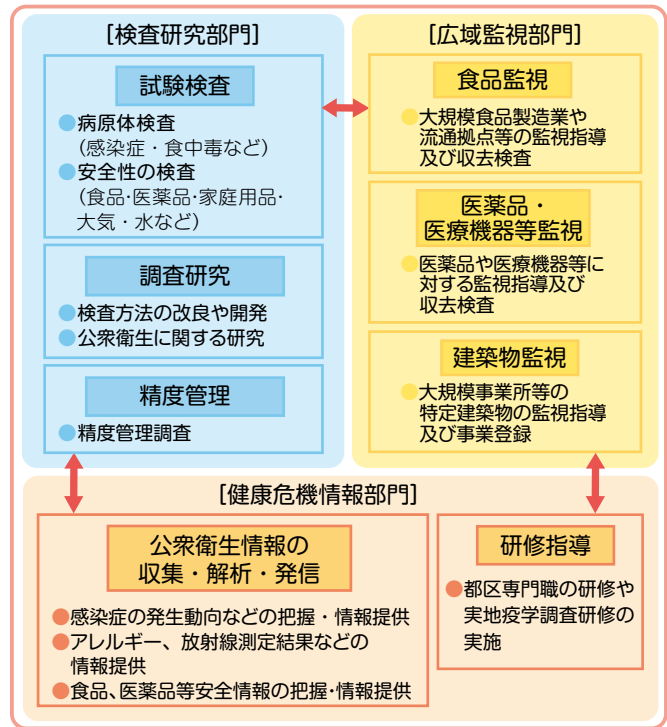 [検査研究部門]
試験検査
●病原体検査
(感染症・食中毒など)
●安全性の検査
(食品・医薬品・家庭用品・
大気・水など)
調査研究
●検査方法の改良や開発
●公衆衛生に関する研究
精度管理
●精度管理調査
[広域監視部門]
食品監視
●大規模食品製造業や
流通拠点等の監視指導
及び収去検査
医薬品・
医療機器等監視
●医薬品や医療機器等に
対する監視指導及び
収去検査
建築物監視
●大規模事業所等の
特定建築物の監視指導
及び事業登録
[健康危機情報部門]
公衆衛生情報の
収集・解析・発信
●感染症の発生動向などの把握・情報提供
●アレルギー、放射線測定結果などの
情報提供
●食品、医薬品等安全情報の把握・情報提供
研修指導
●都区専門職の研修や
実地疫学調査研修の
実施